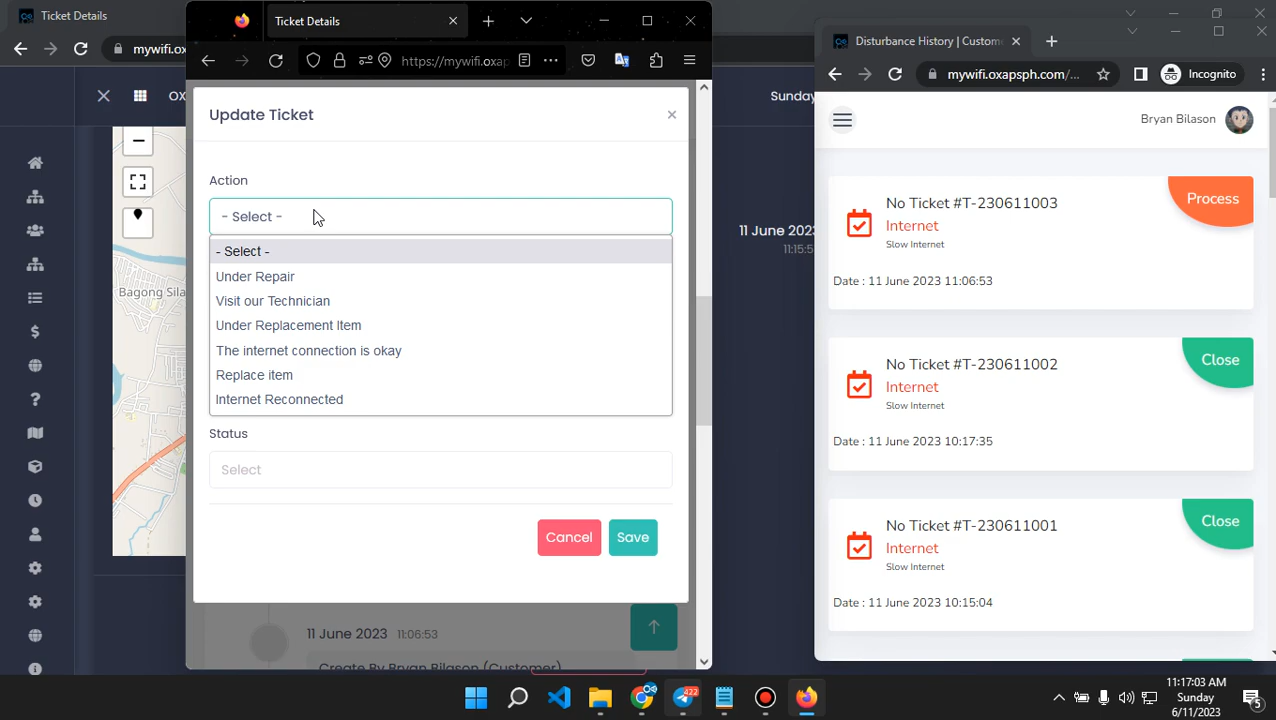 Ticket Details
mywifi.ox
OX
Bagong Sila
Ticket Details
https://mywifi.oxap
Update Ticket
×
Action
- Select -
- Select -
Under Repair
Visit our Technician
Under Replacement Item
The internet connection is okay
Replace item
Internet Reconnected
Status
Select
Cancel
Save
11 June 2023 11:06:53
Create By Bryan Bilason (Customer)
Sunday
11 June 2023
11:15:5
Disturbance History | Custome
mywifi.oxapsph.com/...
Incognito
Bryan Bilason
No Ticket #T-230611003
Process
Internet
Slow Internet
Date : 11 June 2023 11:06:53
No Ticket #T-230611002
Close
Internet
Slow Internet
Date : 11 June 2023 10:17:35
No Ticket #T-230611001
Close
Internet
Slow Internet
Date : 11 June 2023 10:15:04
422
11:17:03 AM
Sunday
6/11/2023
5